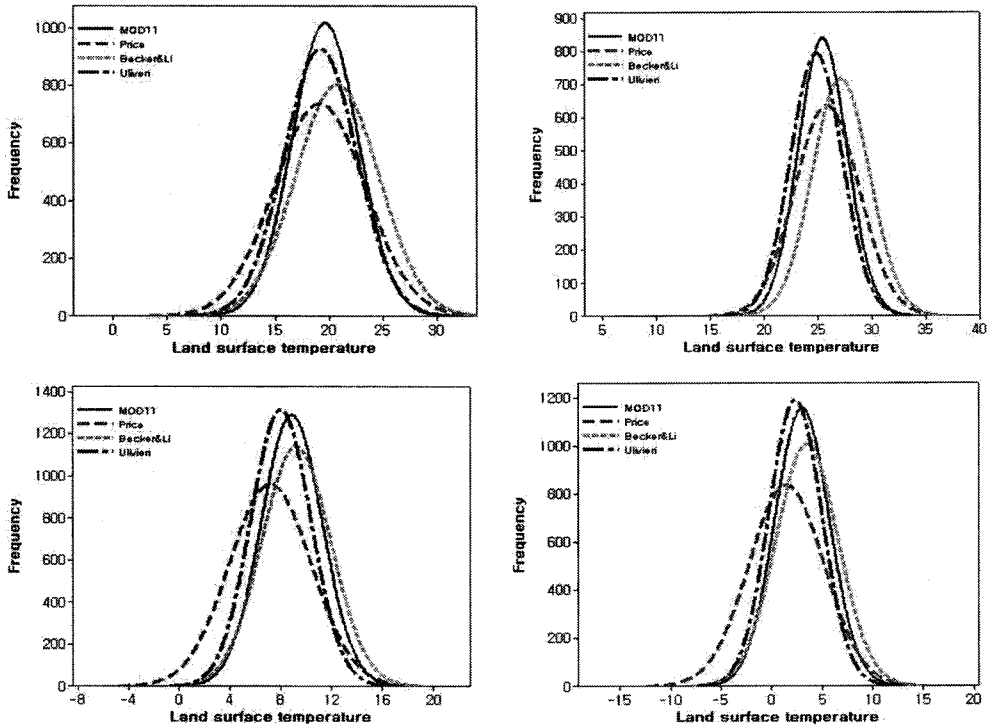 1000
800
600
400
200
0
Frequency
MOD11
Price
Becker&Li
Ulivieri
0 5 10 15 20 25 30
Land surface temperature
900
800
700
600
500
400
300
200
100
0
Frequency
MOD11
Price
Becker&Li
Ulivieri
5 10 15 20 25 30 35 40
Land surface temperature
1400
1200
1000
800
600
400
200
0
Frequency
MOD11
Price
Becker&Li
Ulivieri
-8 -4 0 4 8 12 16 20
Land surface temperature
1200
1000
800
600
400
200
0
Frequency
MOD11
Price
Becker&Li
Ulivieri
-15 -10 -5 0 5 10 15 20
Land surface temperature